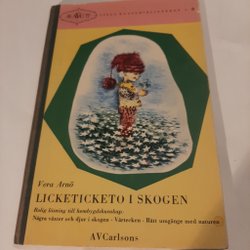 Vera Arnö
LICKETICKETO I SKOGEN
Rolig läsning till hembygdskunskap.
Några växter och djur i skogen - Vårtecken - Rätt umgänge med naturen
AVCarlsons